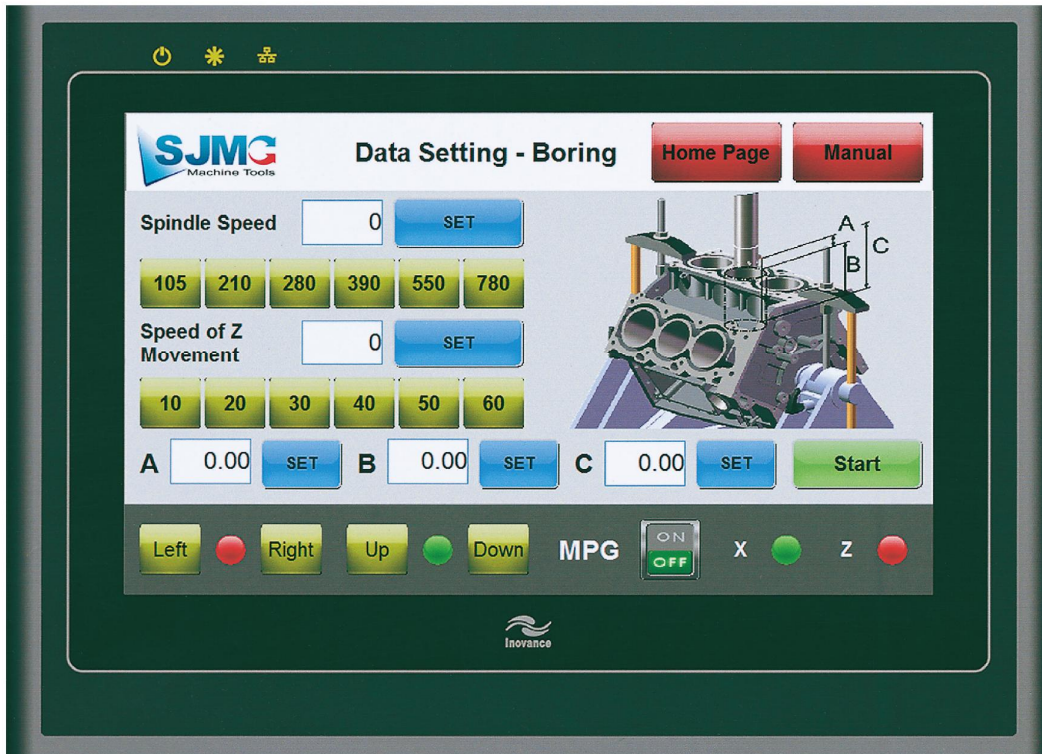 SJMC
Machine Tools
Data Setting - Boring
Home Page
Manual
Spindle Speed
0
SET
105 210 280 390 550 780
Speed of Z
Movement
0
SET
10 20 30 40 50 60
A
C
B
A 0.00 SET B 0.00 SET C 0.00 SET Start
Left Right Up Down MPG ON X Z
OFF
Inovance